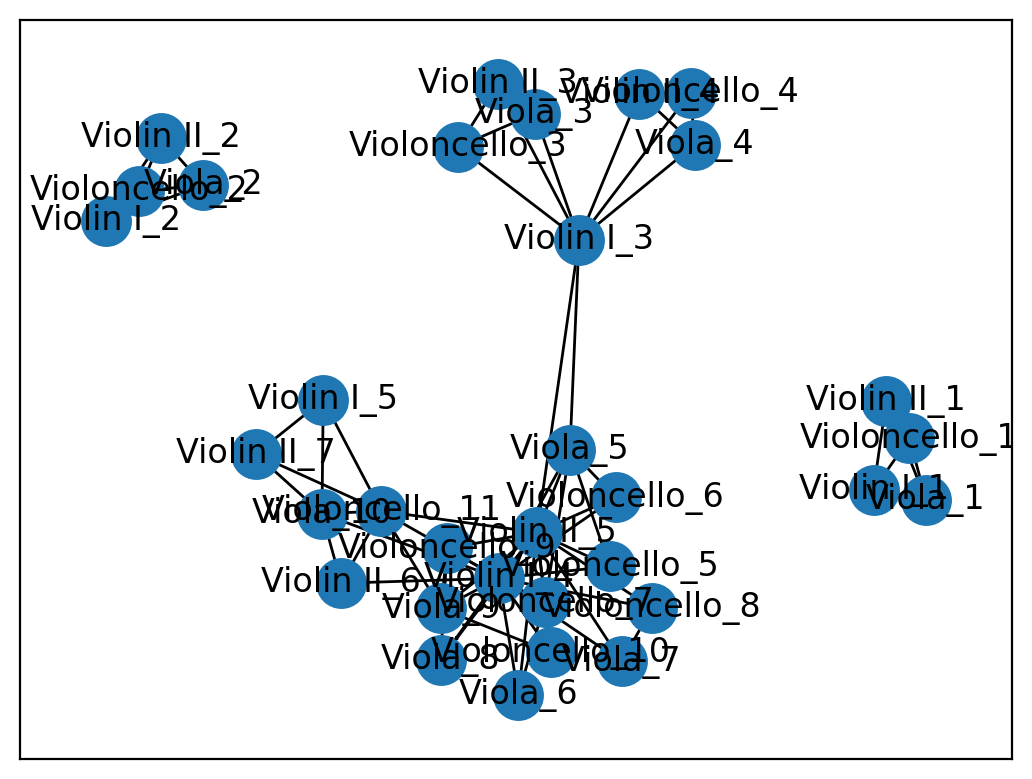 Violin II_3
Violin II_4
Violoncello_4
Viola_3
Violin II_2
Violoncello_3
Viola_4
Violoncello_2
Viola_2
Violin I_2
Violin I_3
Violin I_5
Violin II_1
Violoncello_1
Viola_5
Violin II_7
Violin I_1
Viola_1
Violoncello_6
Viola_10
Violoncello_11
Violin II_5
Violoncello_9
Violoncello_5
Violin II_6
Violin I_4
Viola_9
Violoncello_7
Violoncello_8
Viola_8
Violoncello_10
Viola_7
Viola_6